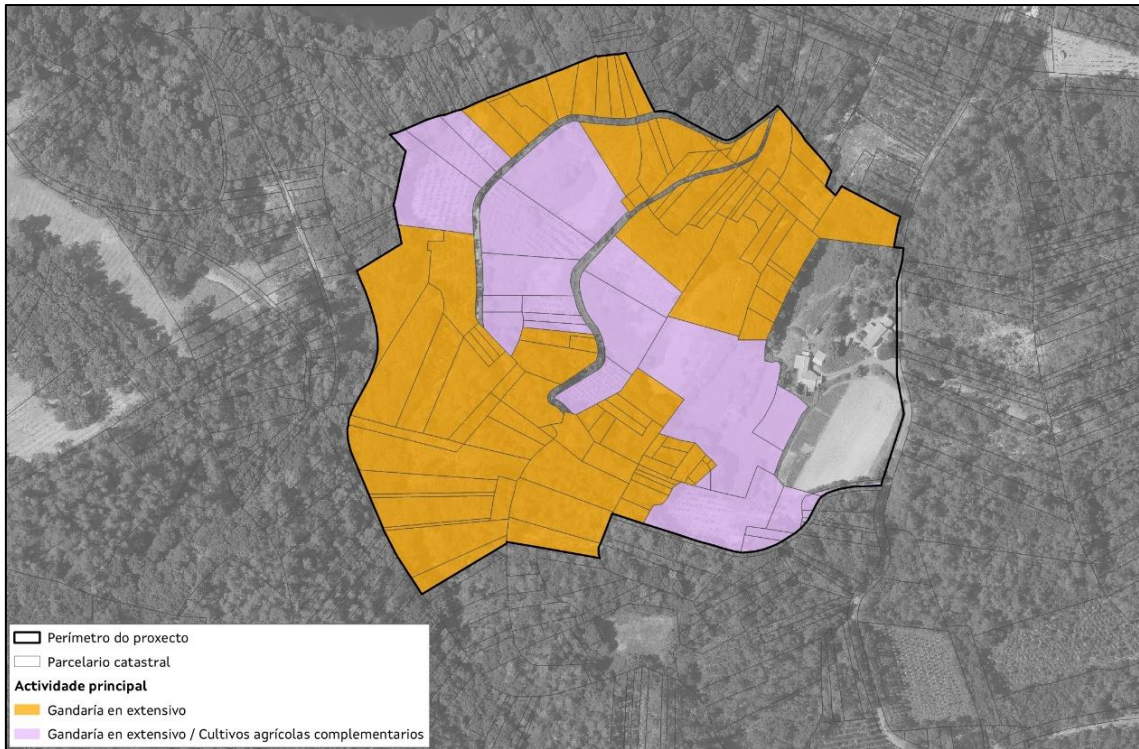 Perímetro do proxecto
Parcelario catastral
Actividade principal
Gandaría en extensivo
Gandaría en extensivo / Cultivos agrícolas complementarios